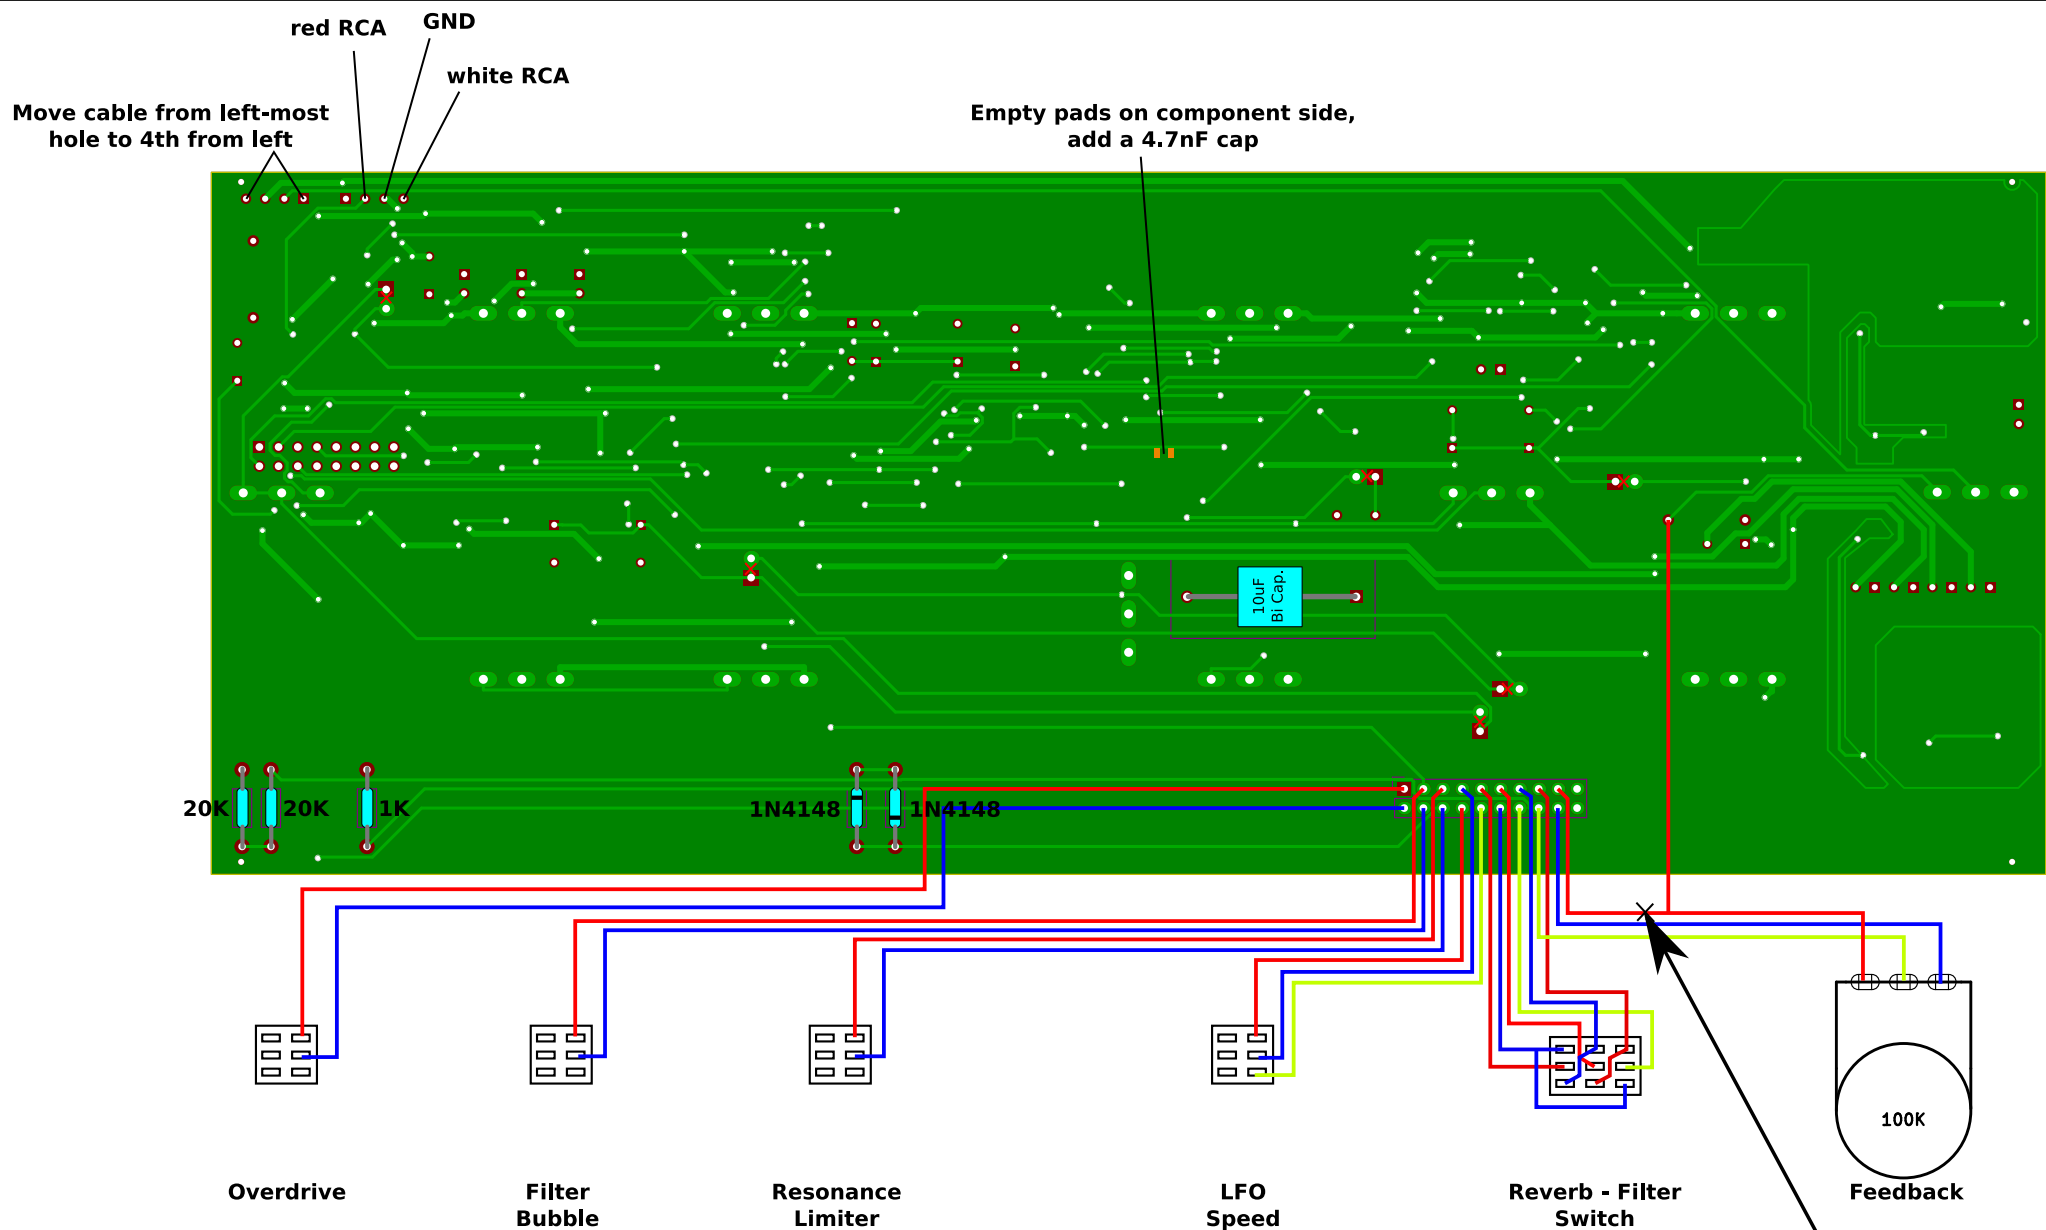 red RCA
GND
white RCA
Move cable from left-most
hole to 4th from left
Empty pads on component side,
add a 4.7nF cap
10uF
Bi Cap.
20K
20K
1K
1N4148
1N4148
100K
Overdrive
Filter
Bubble
Resonance
Limiter
LFO
Speed
Reverb - Filter
Switch
Feedback